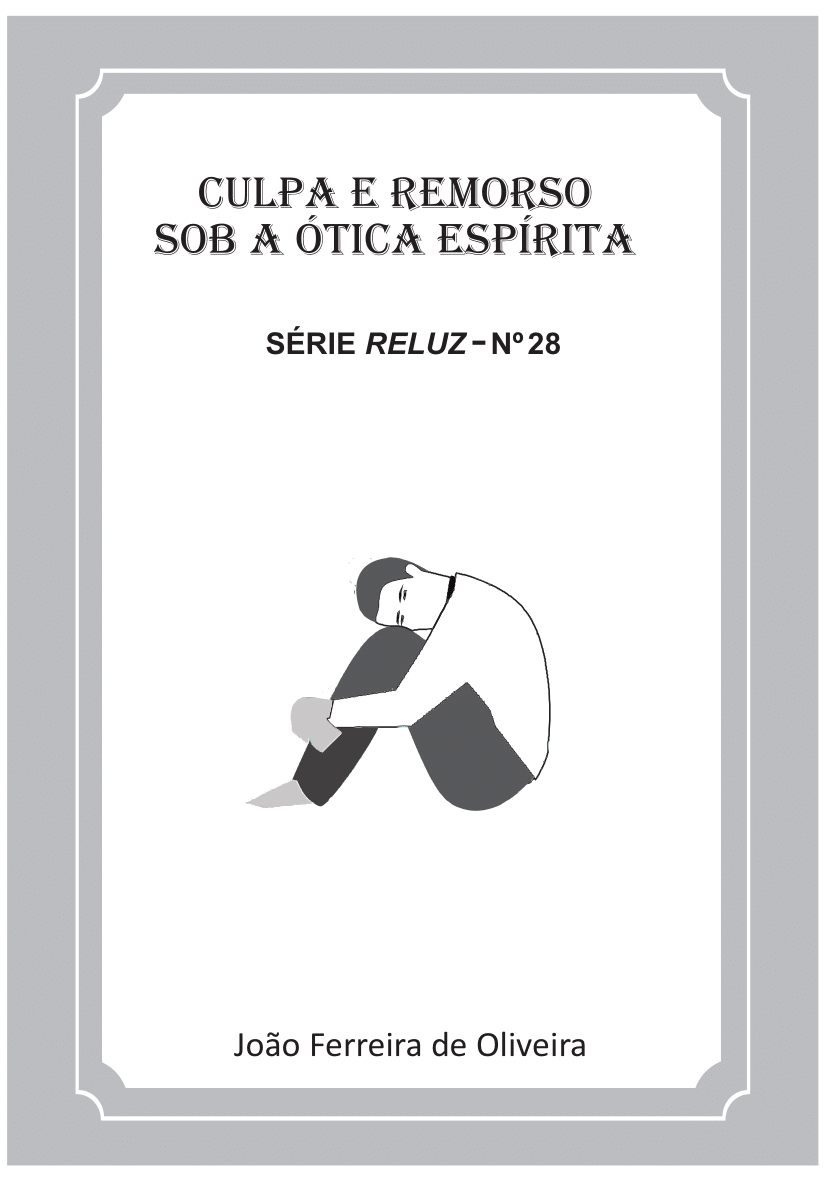 CULPA E REMORSO
SOB A ÓTICA ESPÍRITA
SÉRIE RELUZ – Nº 28
João Ferreira de Oliveira